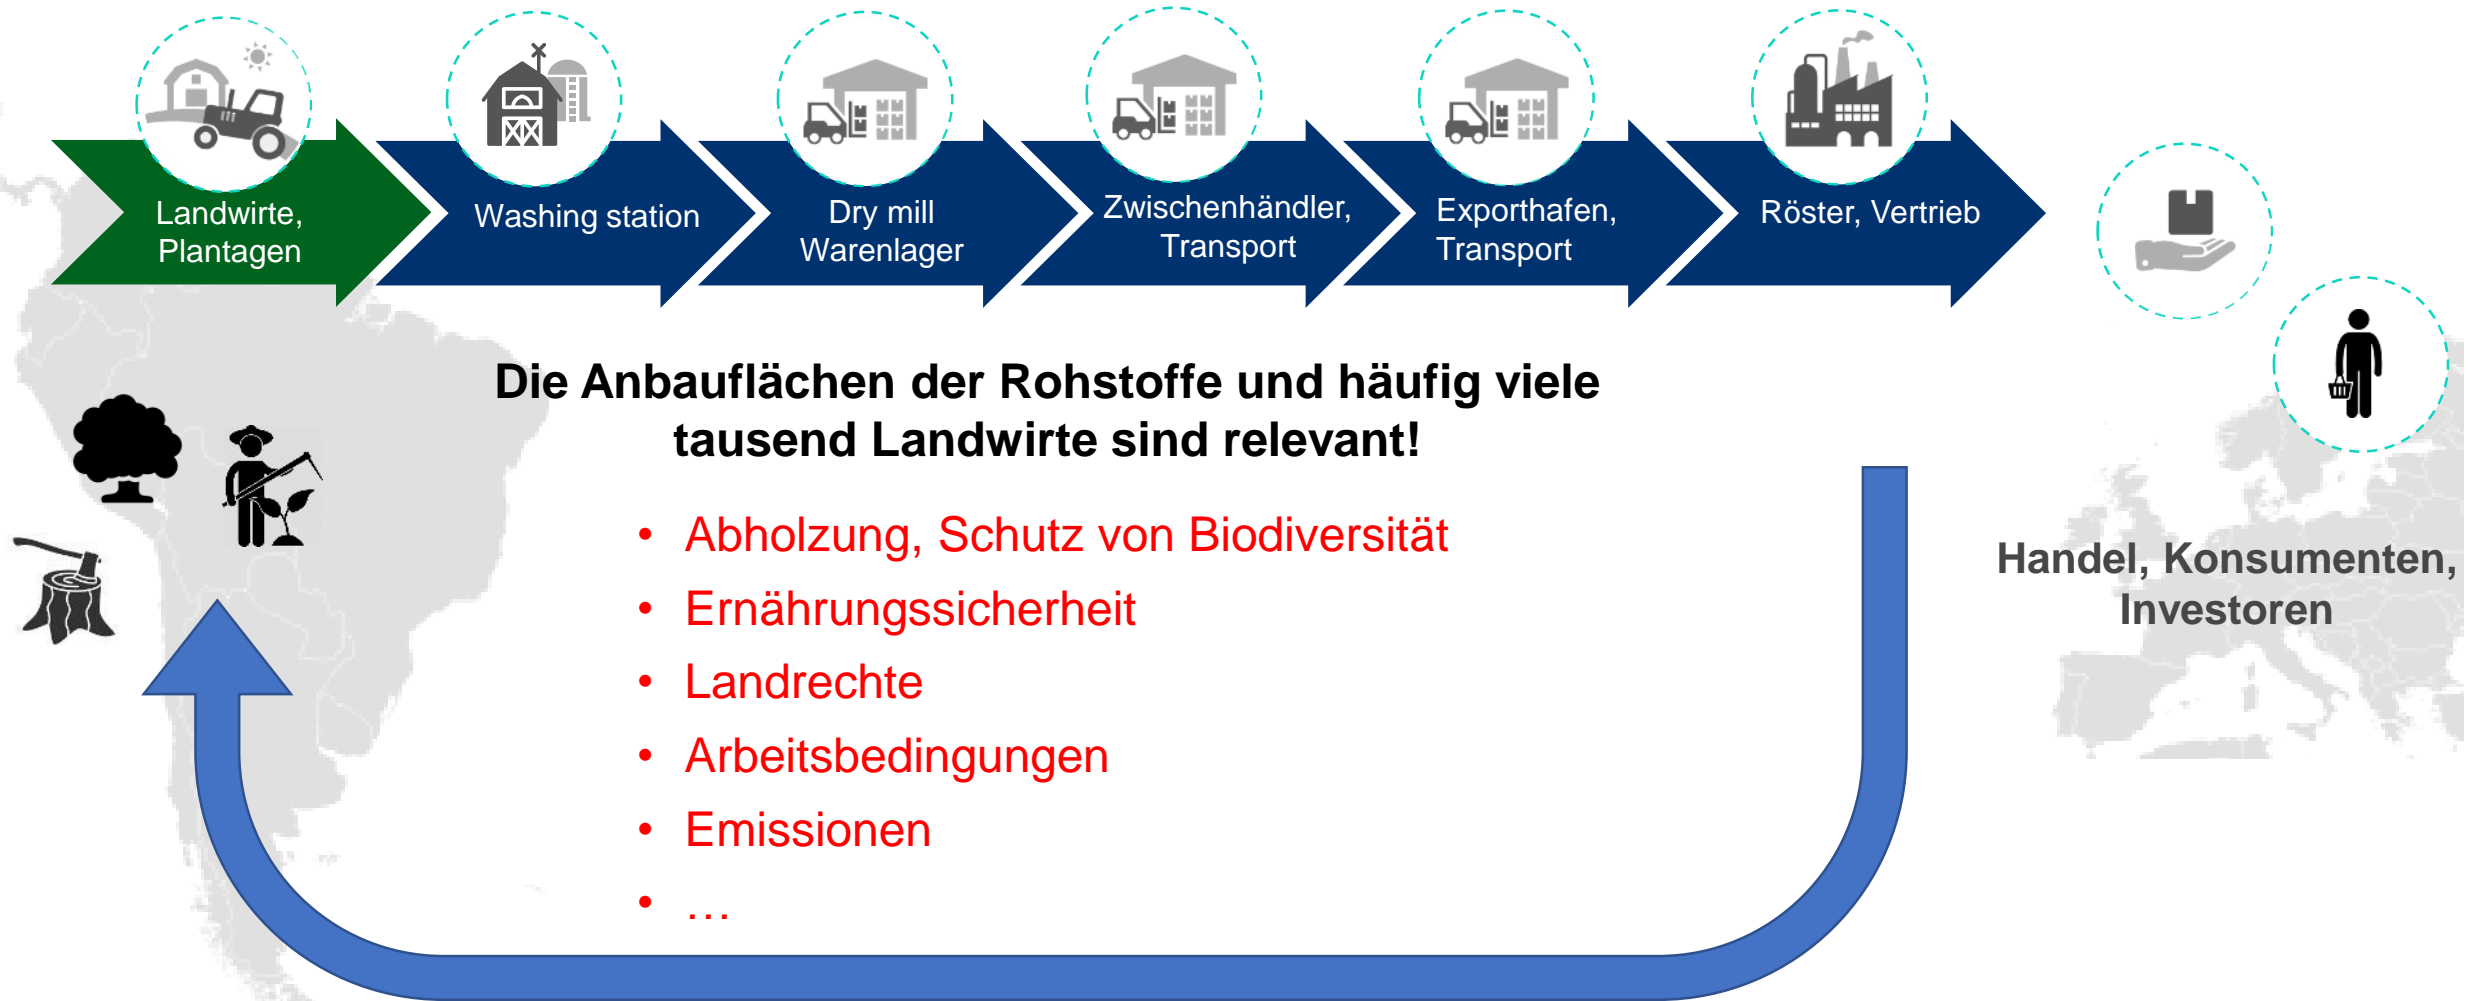 Landwirte,
Plantagen
Washing station
Dry mill
Warenlager
Zwischenhändler,
Transport
Exporthafen,
Transport
Röster, Vertrieb
Die Anbauflächen der Rohstoffe und häufig viele
tausend Landwirte sind relevant!
• Abholzung, Schutz von Biodiversität
• Ernährungssicherheit
• Landrechte
• Arbeitsbedingungen
• Emissionen
• …
Handel, Konsumenten,
Investoren